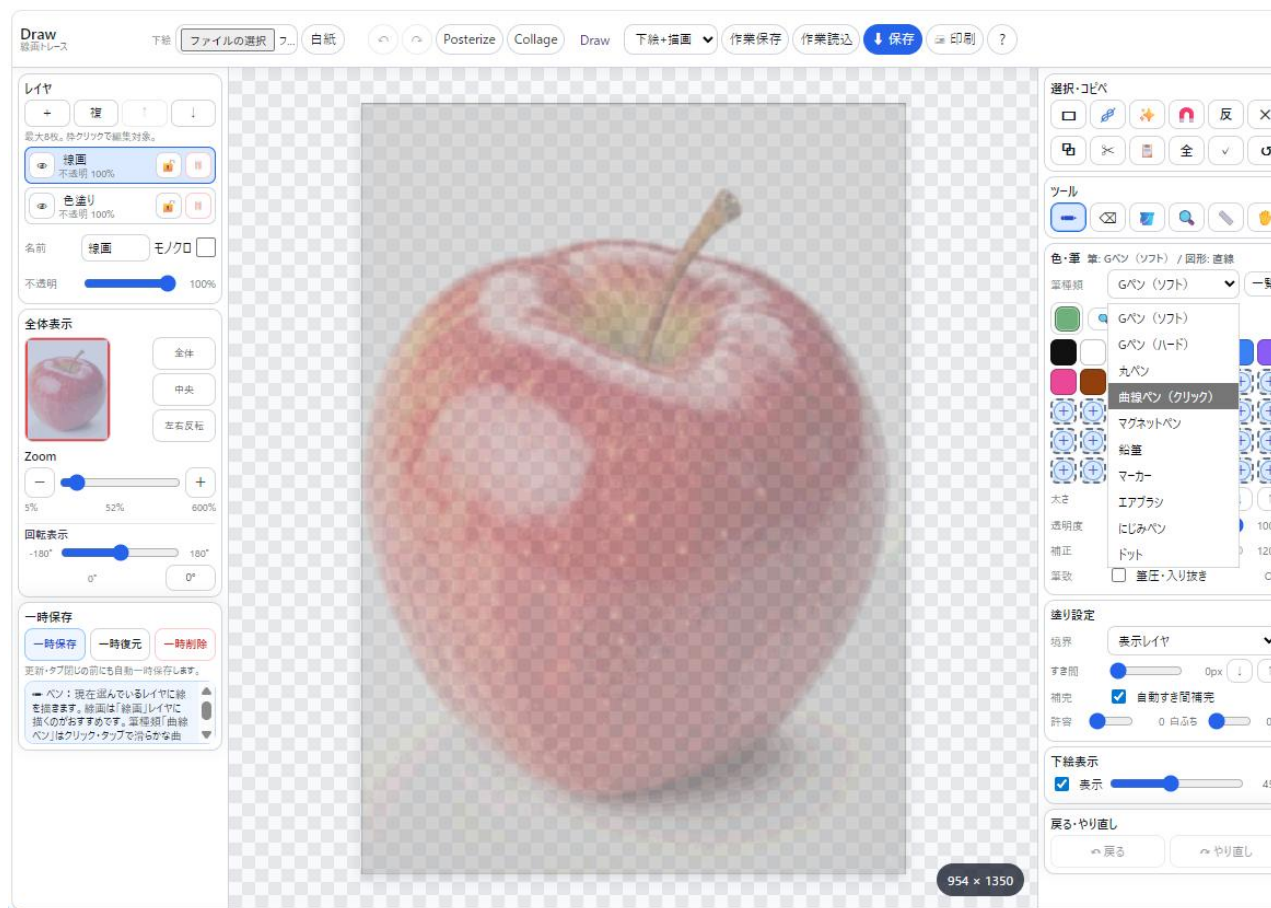 Draw
線画トレース
下絵 ファイルの選択 フ... 白紙
Posterize Collage Draw 下絵+描画 作業保存 作業読込 ⬇ 保存 印刷 ?
レイヤ
+ 複 ↑ ↓
最大8枚。枠クリックで編集対象。
線画
不透明 100%
色塗り
不透明 100%
名前 線画 モノクロ
不透明 100%
全体表示
全体
中央
左右反転
Zoom
− +
5% 52% 600%
回転表示
-180° 180°
0° 0°
一時保存
一時保存 一時復元 一時削除
更新・タブ閉じの前にも自動一時保存します。
ペン：現在選んでいるレイヤに線
を描きます。線画は「線画」レイヤに
描くのがおすすめです。筆種類「曲線
ペン」はクリック・タップで滑らかな曲
954 × 1350
選択・コピペ
反
全 ✓
ツール
色・筆 筆: Gペン（ソフト） / 図形: 直線
筆種類 Gペン（ソフト）
Gペン（ソフト）
Gペン（ハード）
丸ペン
曲線ペン（クリック）
マグネットペン
鉛筆
マーカー
エアブラシ
にじみペン
ドット
太さ
透明度
補正
筆致 筆圧・入り抜き
塗り設定
境界 表示レイヤ
すき間 0px ↓
補完 自動すき間補完
許容 0 白ふち
下絵表示
表示
戻る・やり直し
戻る やり直し